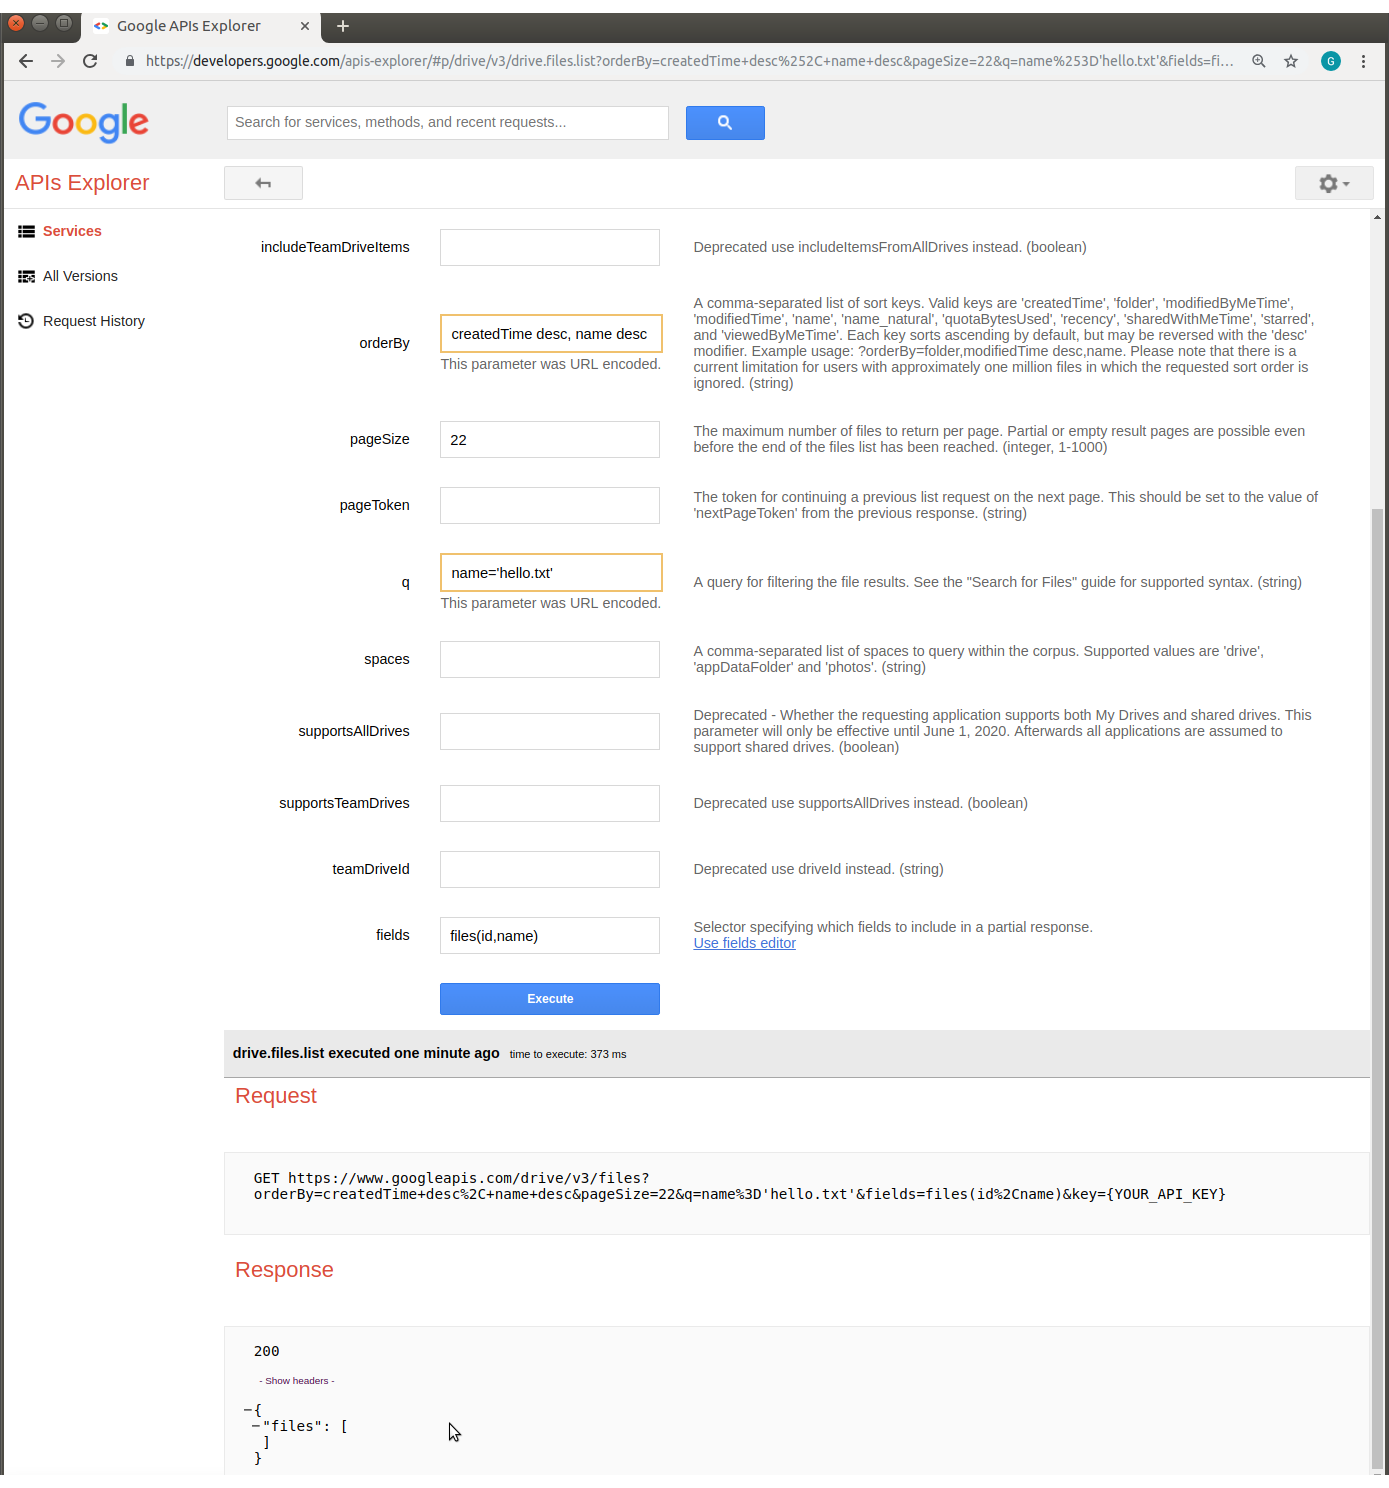 Google APIs Explorer
https://developers.google.com/apis-explorer/#p/drive/v3/drive.files.list?orderBy=createdTime+desc%252C+name+desc&pageSize=22&q=name%253D'hello.txt'&fields=fi...
G
Google
Search for services, methods, and recent requests...
APIs Explorer
Services
All Versions
Request History
includeTeamDriveItems
Deprecated use includeItemsFromAllDrives instead. (boolean)
orderBy
createdTime desc, name desc
This parameter was URL encoded.
A comma-separated list of sort keys. Valid keys are 'createdTime', 'folder', 'modifiedByMeTime',
'modifiedTime', 'name', 'name_natural', 'quotaBytesUsed', 'recency', 'sharedWithMeTime', 'starred',
and 'viewedByMeTime'. Each key sorts ascending by default, but may be reversed with the 'desc'
modifier. Example usage: ?orderBy=folder,modifiedTime desc,name. Please note that there is a
current limitation for users with approximately one million files in which the requested sort order is
ignored. (string)
pageSize
22
The maximum number of files to return per page. Partial or empty result pages are possible even
before the end of the files list has been reached. (integer, 1-1000)
pageToken
The token for continuing a previous list request on the next page. This should be set to the value of
'nextPageToken' from the previous response. (string)
q
name='hello.txt'
This parameter was URL encoded.
A query for filtering the file results. See the "Search for Files" guide for supported syntax. (string)
spaces
A comma-separated list of spaces to query within the corpus. Supported values are 'drive',
'appDataFolder' and 'photos'. (string)
supportsAllDrives
Deprecated - Whether the requesting application supports both My Drives and shared drives. This
parameter will only be effective until June 1, 2020. Afterwards all applications are assumed to
support shared drives. (boolean)
supportsTeamDrives
Deprecated use supportsAllDrives instead. (boolean)
teamDriveId
Deprecated use driveId instead. (string)
fields
files(id,name)
Selector specifying which fields to include in a partial response.
Use fields editor
Execute
drive.files.list executed one minute ago time to execute: 373 ms
Request
GET https://www.googleapis.com/drive/v3/files?
orderBy=createdTime+desc%2C+name+desc&pageSize=22&q=name%3D'hello.txt'&fields=files(id%2Cname)&key={YOUR_API_KEY}
Response
200
- Show headers -
{
"files": [
]
}